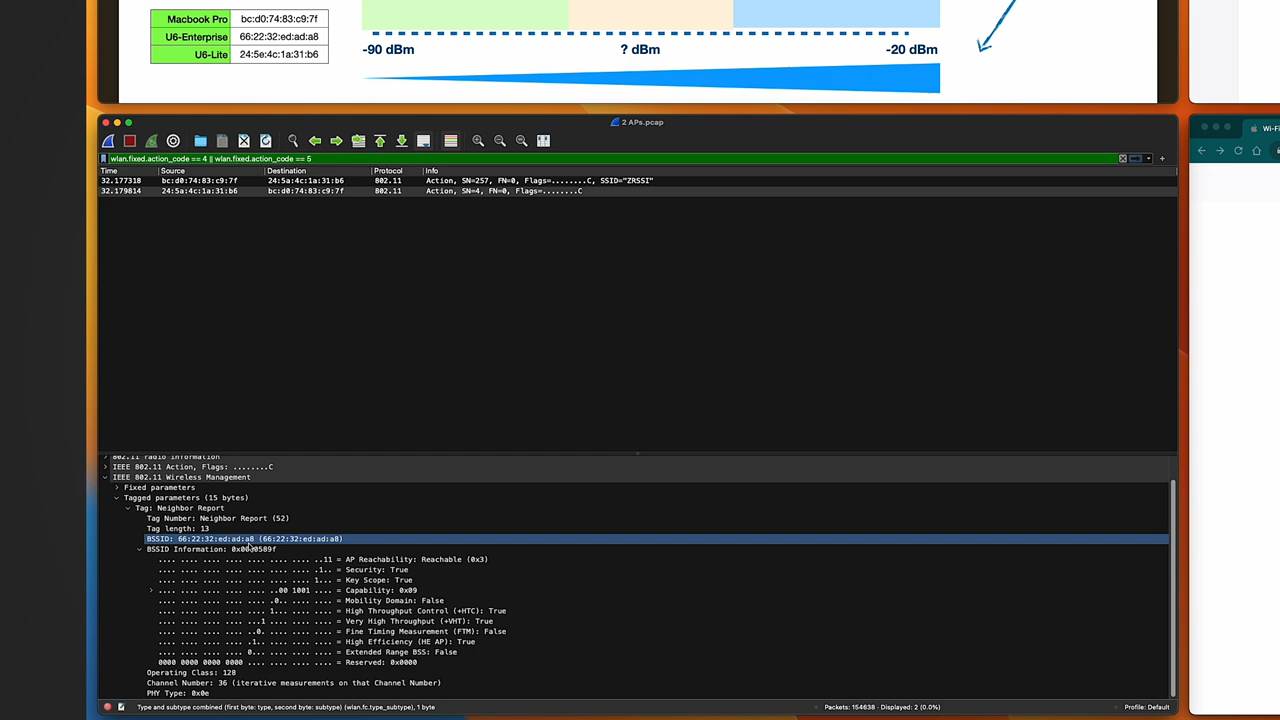 Macbook Pro bc:d0:74:83:c9:7f
U6-Enterprise 66:22:32:ed:ad:a8
U6-Lite 24:5e:4c:1a:31:b6
-90 dBm ? dBm -20 dBm
2 APs.pcap
Wi-Fi
wlan.fixed.action_code == 4 || wlan.fixed.action_code == 5
Time Source Destination Protocol Info
32.177318 bc:d0:74:83:c9:7f 24:5a:4c:1a:31:b6 802.11 Action, SN=257, FN=0, Flags=........C, SSID="ZRSSI"
32.179814 24:5a:4c:1a:31:b6 bc:d0:74:83:c9:7f 802.11 Action, SN=4, FN=0, Flags=........C
802.11 radio information
IEEE 802.11 Action, Flags: ........C
IEEE 802.11 Wireless Management
Fixed parameters
Tagged parameters (15 bytes)
Tag: Neighbor Report
Tag Number: Neighbor Report (52)
Tag length: 13
BSSID: 66:22:32:ed:ad:a8 (66:22:32:ed:ad:a8)
BSSID Information:
.... .... .... .... .... .... .... ..11 = AP Reachability: Reachable (0x3)
.... .... .... .... .... .... .... .1.. = Security: True
.... .... .... .... .... .... .... 1... = Key Scope: True
.... .... .... .... .... ..00 1001 .... = Capability: 0x09
.... .... .... .... .... .0.. .... .... = Mobility Domain: False
.... .... .... .... .... 1... .... .... = High Throughput Control (+HTC): True
.... .... .... .... ...1 .... .... .... = Very High Throughput (+VHT): True
.... .... .... .... ..0. .... .... .... = Fine Timing Measurement (FTM): False
.... .... .... .... .1.. .... .... .... = High Efficiency (HE AP): True
.... .... .... .... 0... .... .... .... = Extended Range BSS: False
0000 0000 0000 0000 .... .... .... .... = Reserved: 0x0000
Operating Class: 128
Channel Number: 36 (iterative measurements on that Channel Number)
PHY Type: 0x0e
Type and subtype combined (first byte: type, second byte: subtype) (wlan.fc.type_subtype), 1 byte Packets: 154638 · Displayed: 2 (0.0%) Profile: Default